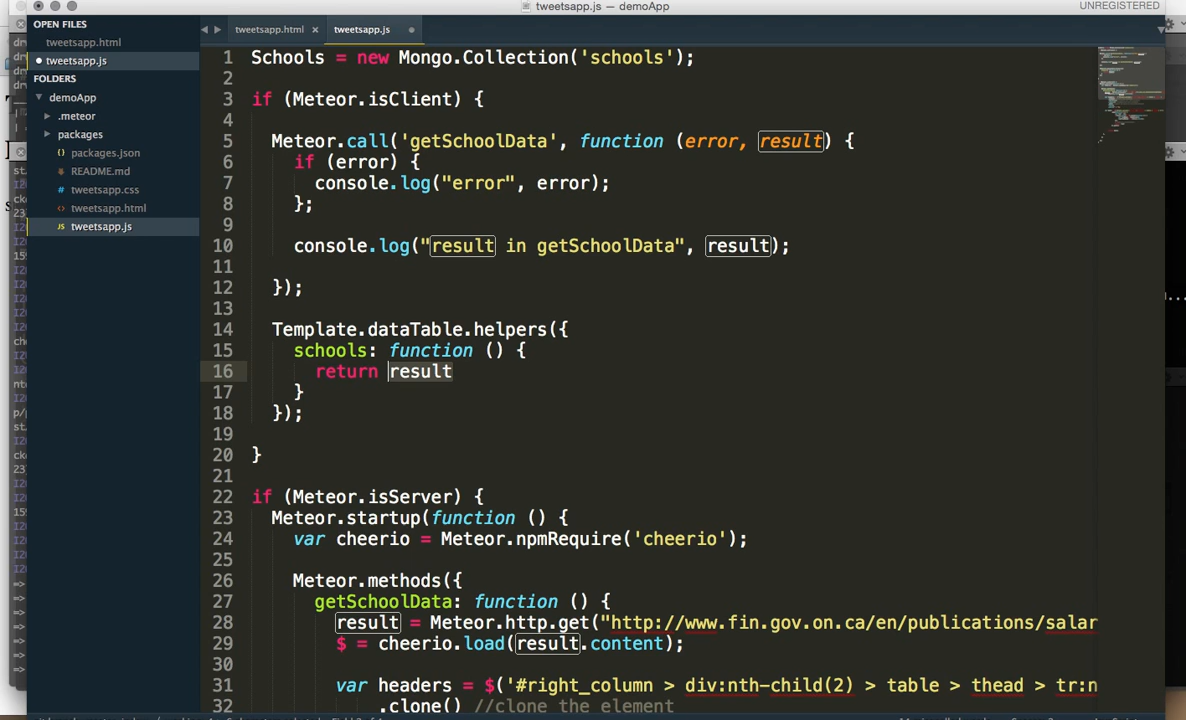 tweetsapp.js — demoApp
UNREGISTERED
OPEN FILES
tweetsapp.html
tweetsapp.js
FOLDERS
demoApp
.meteor
packages
packages.json
README.md
tweetsapp.css
tweetsapp.html
tweetsapp.js
tweetsapp.html
tweetsapp.js
1 Schools = new Mongo.Collection('schools');
2
3 if (Meteor.isClient) {
4
5 Meteor.call('getSchoolData', function (error, result) {
6 if (error) {
7 console.log("error", error);
8 };
9
10 console.log("result in getSchoolData", result);
11
12 });
13
14 Template.dataTable.helpers({
15 schools: function () {
16 return result
17 }
18 });
19
20 }
21
22 if (Meteor.isServer) {
23 Meteor.startup(function () {
24 var cheerio = Meteor.npmRequire('cheerio');
25
26 Meteor.methods({
27 getSchoolData: function () {
28 result = Meteor.http.get("http://www.fin.gov.on.ca/en/publications/salar
29 $ = cheerio.load(result.content);
30
31 var headers = $('#right_column > div:nth-child(2) > table > thead > tr:n
32 .clone() //clone the element